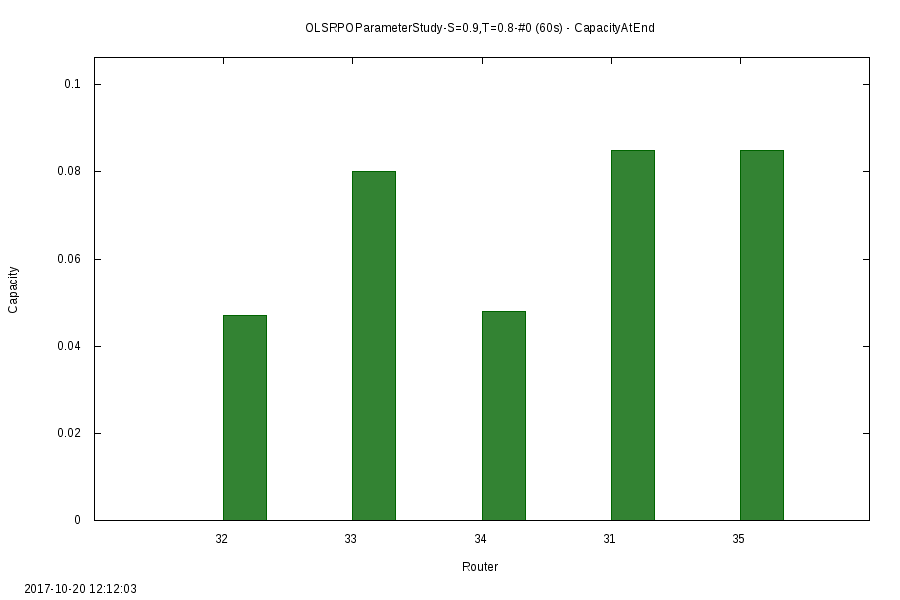 OLSRPOParameterStudy-S=0.9,T=0.8-#0 (60s) - CapacityAtEnd
0.1
0.08
0.06
0.04
0.02
0
Capacity
32 33 34 31 35
Router
2017-10-20 12:12:03